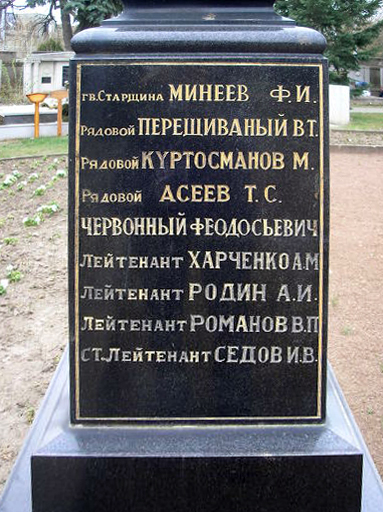 гв.Старшина МИНЕЕВ Ф.И.
Рядовой ПЕРЕЩИВАНЫЙ В.Т.
Рядовой КУРТОСМАНОВ М.
Рядовой АСЕЕВ Т.С.
ЧЕРВОННЫЙ ФЕОДОСЬЕВИЧ
Лейтенант ХАРЧЕНКО А.М
Лейтенант РОДИН А.И.
Лейтенант РОМАНОВ В.П
ст.Лейтенант СЕДОВ И.В.